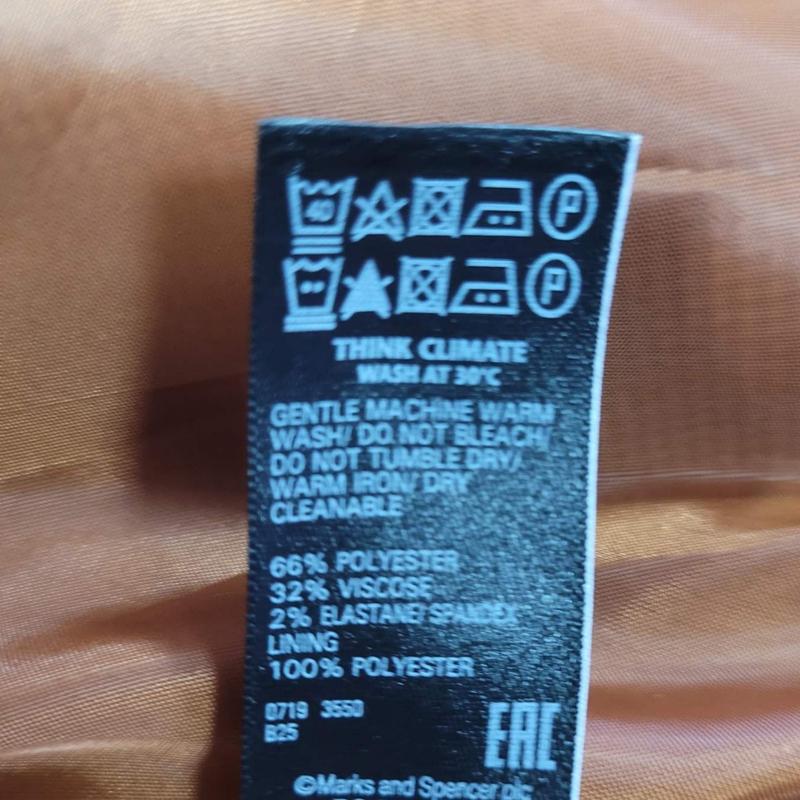 40 P
P
THINK CLIMATE
WASH AT 30°C
GENTLE MACHINE WARM
WASH/ DO NOT BLEACH/
DO NOT TUMBLE DRY/
WARM IRON/ DRY
CLEANABLE
66% POLYESTER
32% VISCOSE
2% ELASTANE/ SPANDEX
LINING
100% POLYESTER
0719 3550
B25
EAC
©Marks and Spencer plc